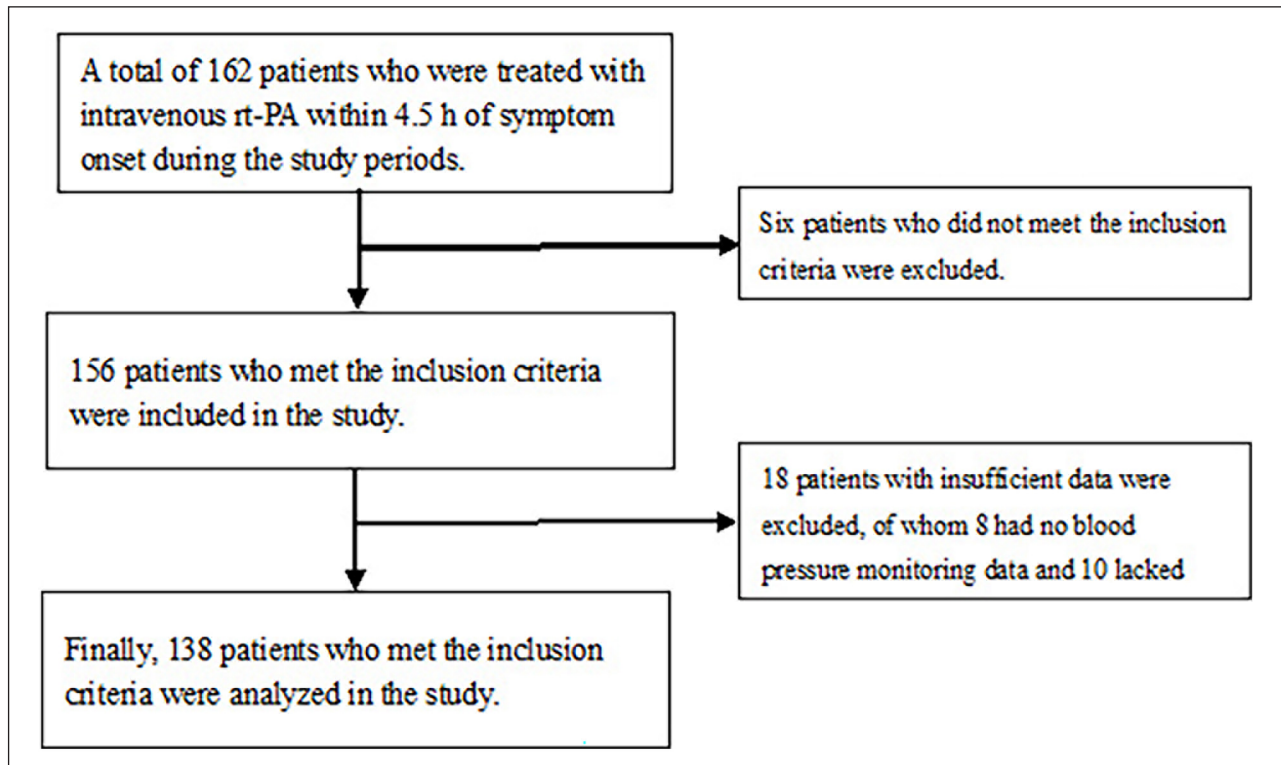 A total of 162 patients who were treated with
intravenous rt-PA within 4.5 h of symptom
onset during the study periods.
Six patients who did not meet the inclusion
criteria were excluded.
156 patients who met the inclusion criteria
were included in the study.
18 patients with insufficient data were
excluded, of whom 8 had no blood
pressure monitoring data and 10 lacked
Finally, 138 patients who met the inclusion
criteria were analyzed in the study.